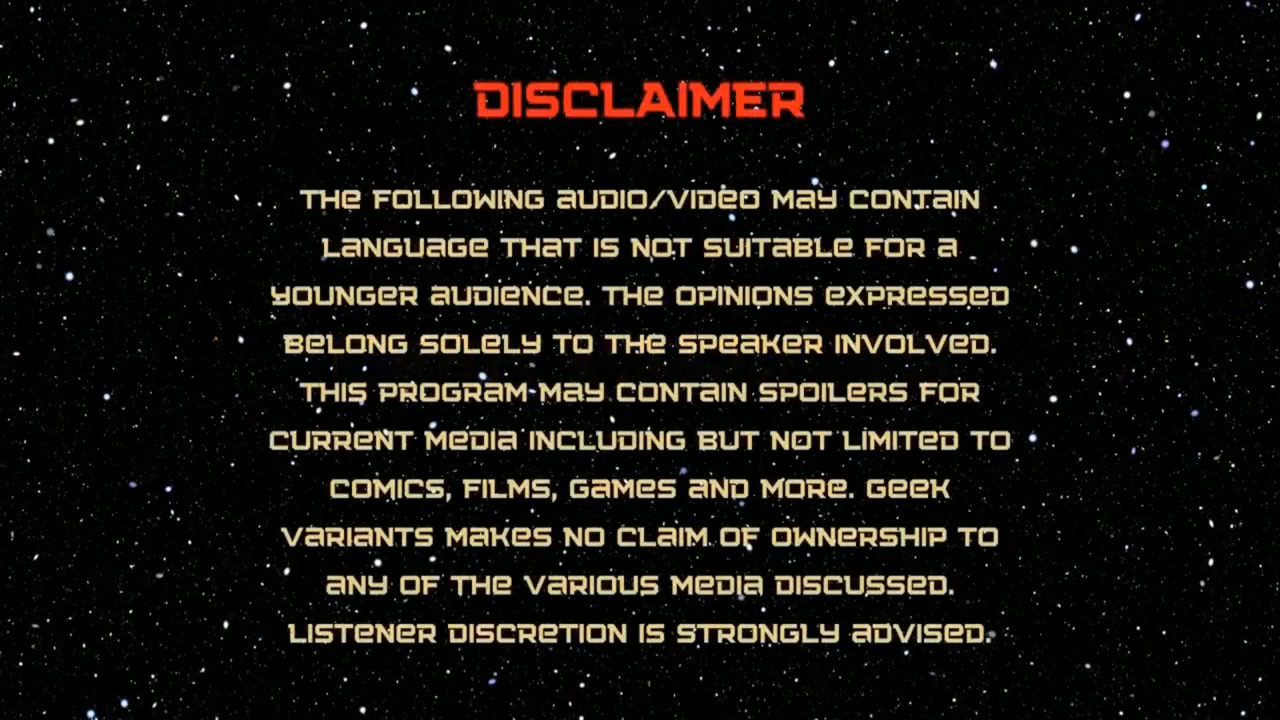 DISCLAIMER
THE FOLLOWING AUDIO/VIDEO MAY CONTAIN
LANGUAGE THAT IS NOT SUITABLE FOR A
YOUNGER AUDIENCE. THE OPINIONS EXPRESSED
BELONG SOLELY TO THE SPEAKER INVOLVED.
THIS PROGRAM MAY CONTAIN SPOILERS FOR
CURRENT MEDIA INCLUDING BUT NOT LIMITED TO
COMICS, FILMS, GAMES AND MORE. GEEK
VARIANTS MAKES NO CLAIM OF OWNERSHIP TO
ANY OF THE VARIOUS MEDIA DISCUSSED.
LISTENER DISCRETION IS STRONGLY ADVISED.